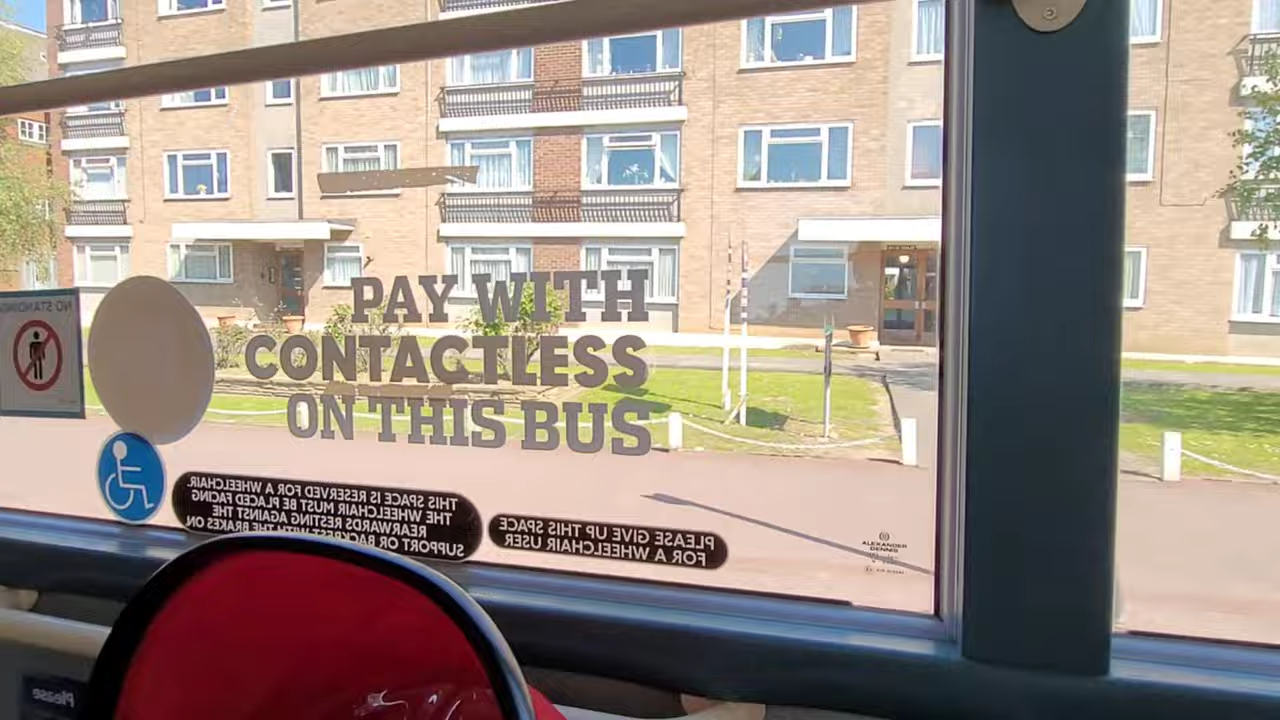 NO STANDING
PAY WITH
CONTACTLESS
ON THIS BUS
THIS SPACE IS RESERVED FOR A WHEELCHAIR.
THE WHEELCHAIR MUST BE PLACED FACING
REARWARDS RESTING AGAINST THE
SUPPORT OR BACKREST WITH THE BRAKES ON
PLEASE GIVE UP THIS SPACE
FOR A WHEELCHAIR USER
ALEXANDER
DENNIS
Please